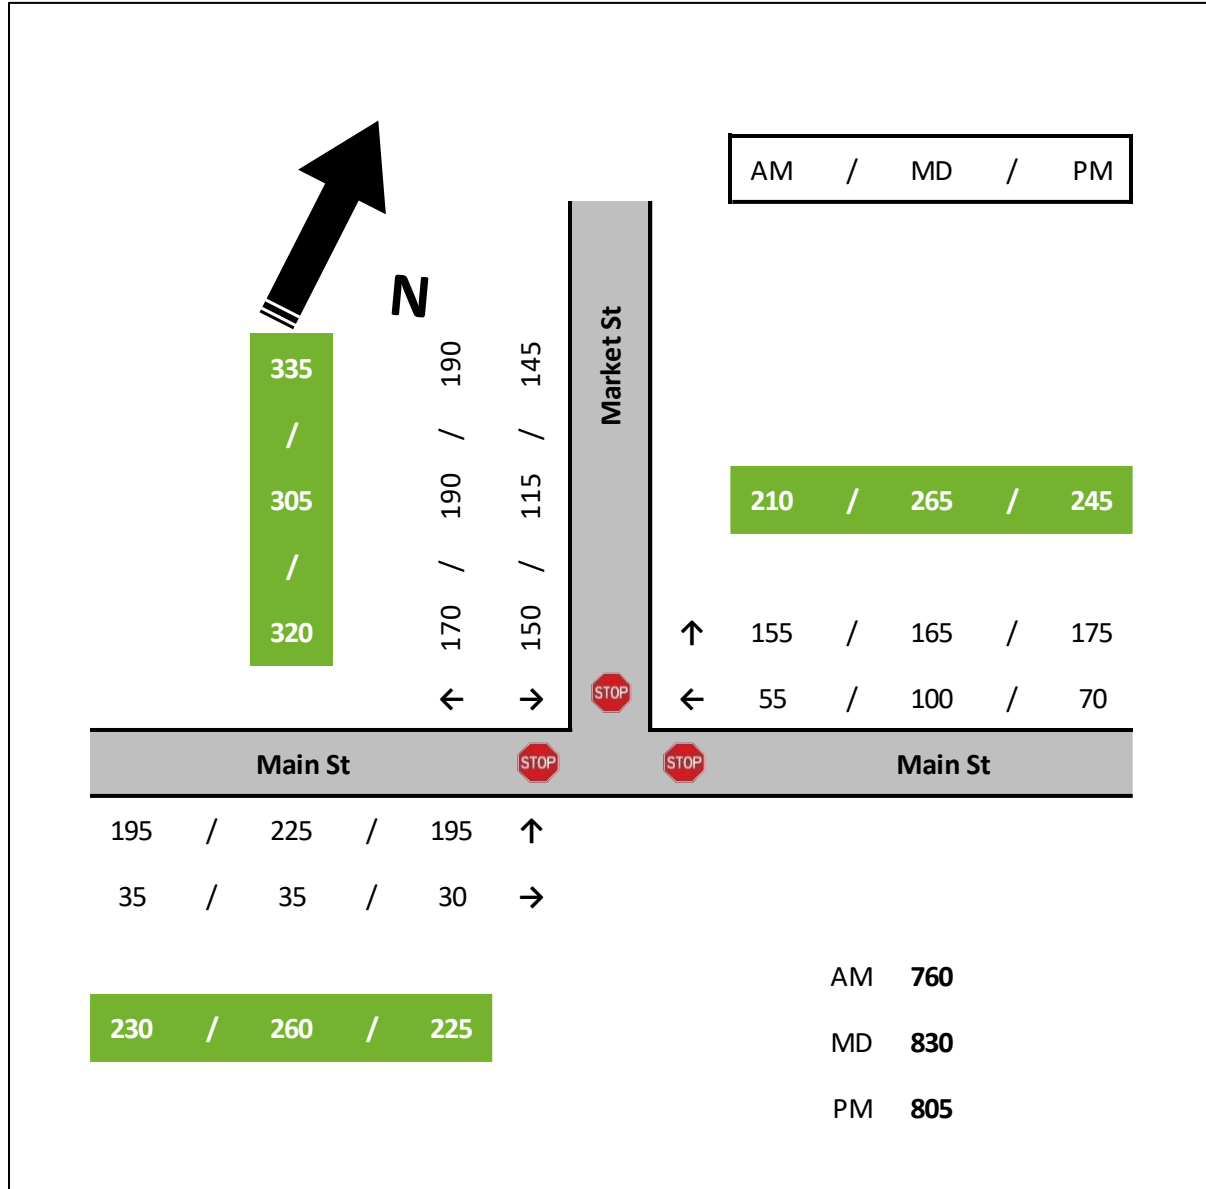 AM / MD / PM
N
Market St
335 / 305 / 320
190 / 190 / 170
145 / 115 / 150
210 / 265 / 245
↑ 155 / 165 / 175
← 55 / 100 / 70
← →
STOP
Main St STOP STOP Main St
195 / 225 / 195 ↑
35 / 35 / 30 →
230 / 260 / 225
AM 760
MD 830
PM 805